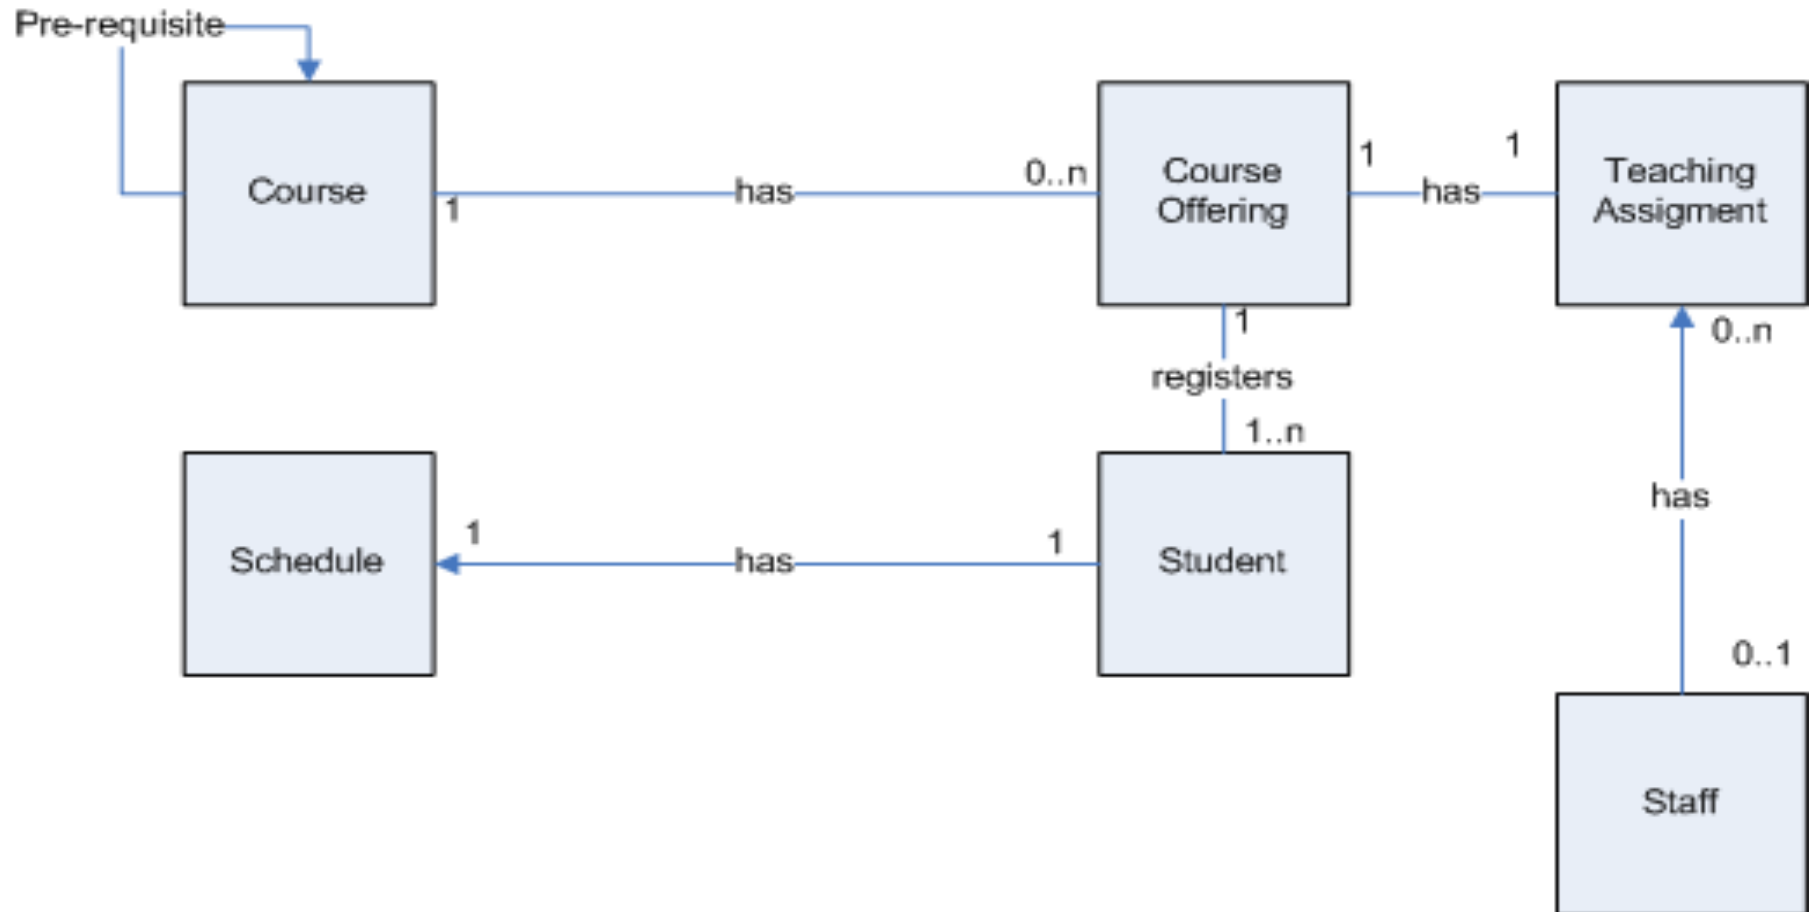 Pre-requisite
Course
1
has
0..n
Course
Offering
1
has
1
Teaching
Assigment
1
registers
1..n
0..n
has
0..1
Schedule
1
has
1
Student
Staff